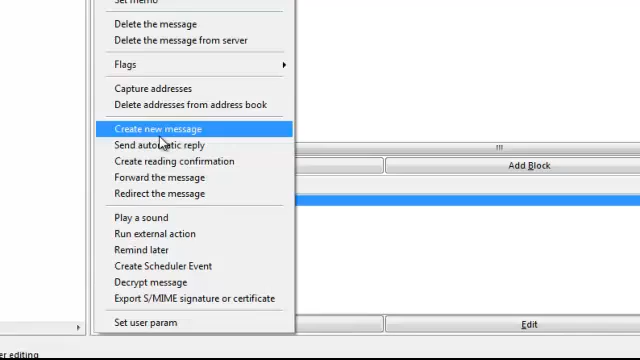 Set memo
Delete the message
Delete the message from server
Flags
Capture addresses
Delete addresses from address book
Create new message
Send automatic reply
Create reading confirmation
Forward the message
Redirect the message
Play a sound
Run external action
Remind later
Create Scheduler Event
Decrypt message
Export S/MIME signature or certificate
Set user param
Add Block
Edit
er editing